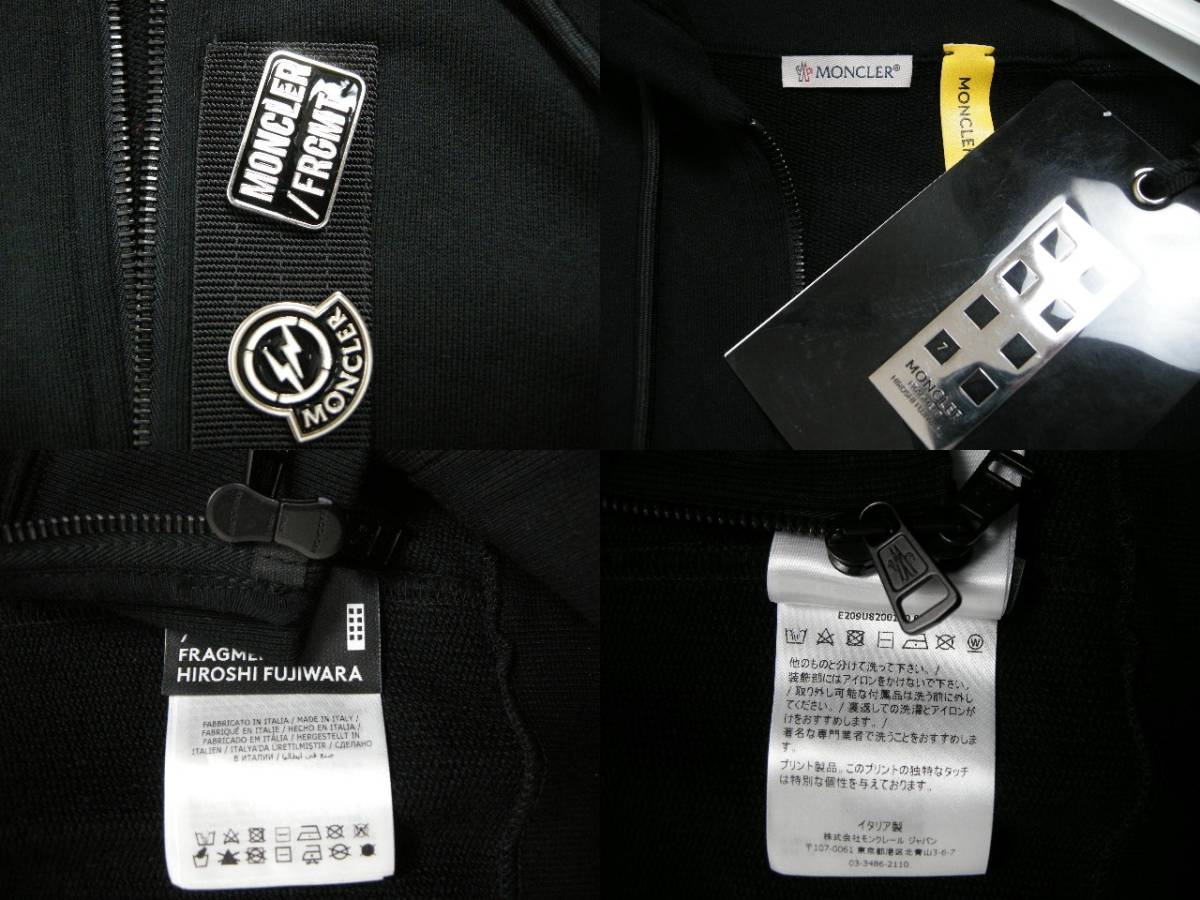 MONCLER
/FRGMT
MONCLER
MONCLER®
MONCLER
7
MONCLER
HIROSHI FUJIWARA
/
HIROSHI FUJIWARA
FABBRICATO IN ITALIA / MADE IN ITALY /
FABRIQUÉ EN ITALIE / HECHO EN ITALIA /
FABRICADO EM ITÁLIA / HERGESTELLT IN
ITALIEN / ITALYA'DA ÜRETILMIŞTIR / СДЕЛАНО
В ИТАЛИИ / صنع في ايطاليا
他のものと分けて洗って下さい。/
装飾部にはアイロンをかけないで下さい。
/ 取り外し可能な付属品は洗う前に外し
てください。/ 裏返しての洗濯とアイロンが
けをおすすめします。/
著名な専門業者で洗うことをおすすめしま
す。
プリント製品。このプリントの独特なタッチ
は特別な個性を与えております。
イタリア製
株式会社モンクレール ジャパン
〒107-0061 東京都港区北青山3-6-7
03-3486-2110